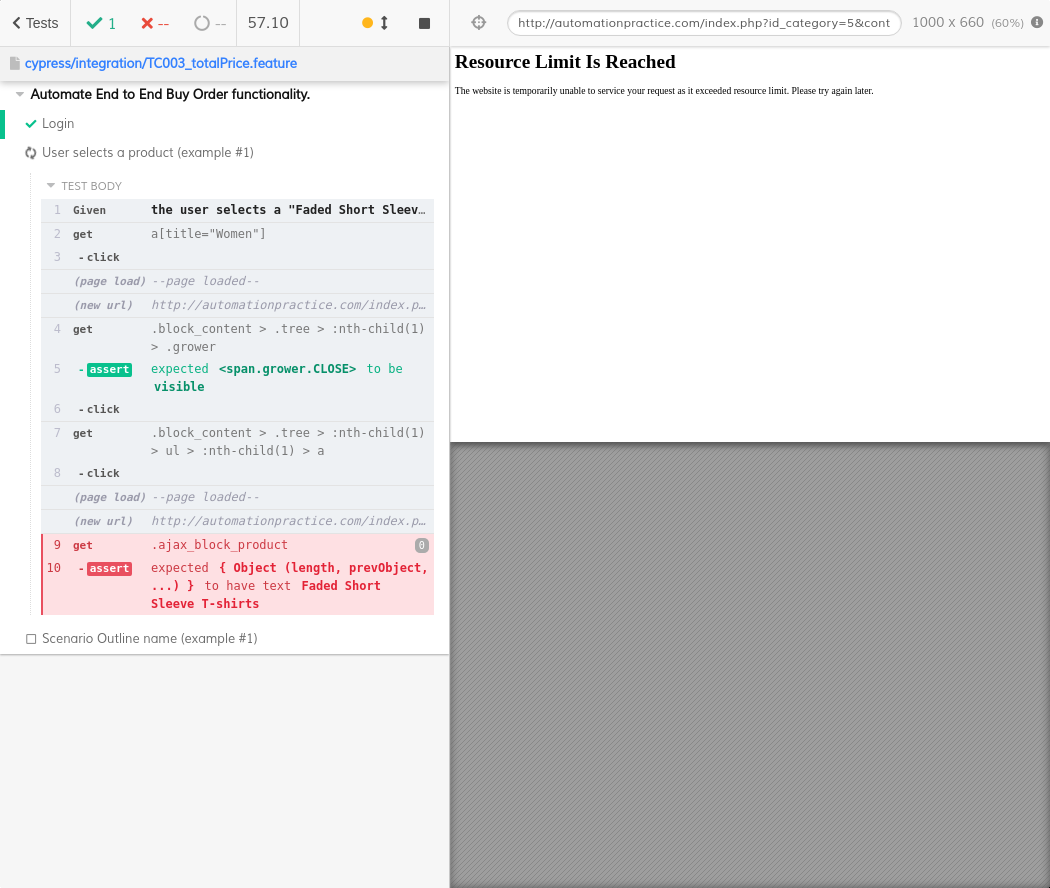 Tests
1
--
--
57.10
http://automationpractice.com/index.php?id_category=5&cont
1000 x 660 (60%)
cypress/integration/TC003_totalPrice.feature
Automate End to End Buy Order functionality.
Login
User selects a product (example #1)
TEST BODY
1 Given the user selects a "Faded Short Sleev…
2 get a[title="Women"]
3 -click
(page load) --page loaded--
(new url) http://automationpractice.com/index.p…
4 get .block_content > .tree > :nth-child(1)
> .grower
5 -assert expected <span.grower.CLOSE> to be
visible
6 -click
7 get .block_content > .tree > :nth-child(1)
> ul > :nth-child(1) > a
8 -click
(page load) --page loaded--
(new url) http://automationpractice.com/index.p…
9 get .ajax_block_product 0
10 -assert expected { Object (length, prevObject,
...) } to have text Faded Short
Sleeve T-shirts
Scenario Outline name (example #1)
Resource Limit Is Reached
The website is temporarily unable to service your request as it exceeded resource limit. Please try again later.